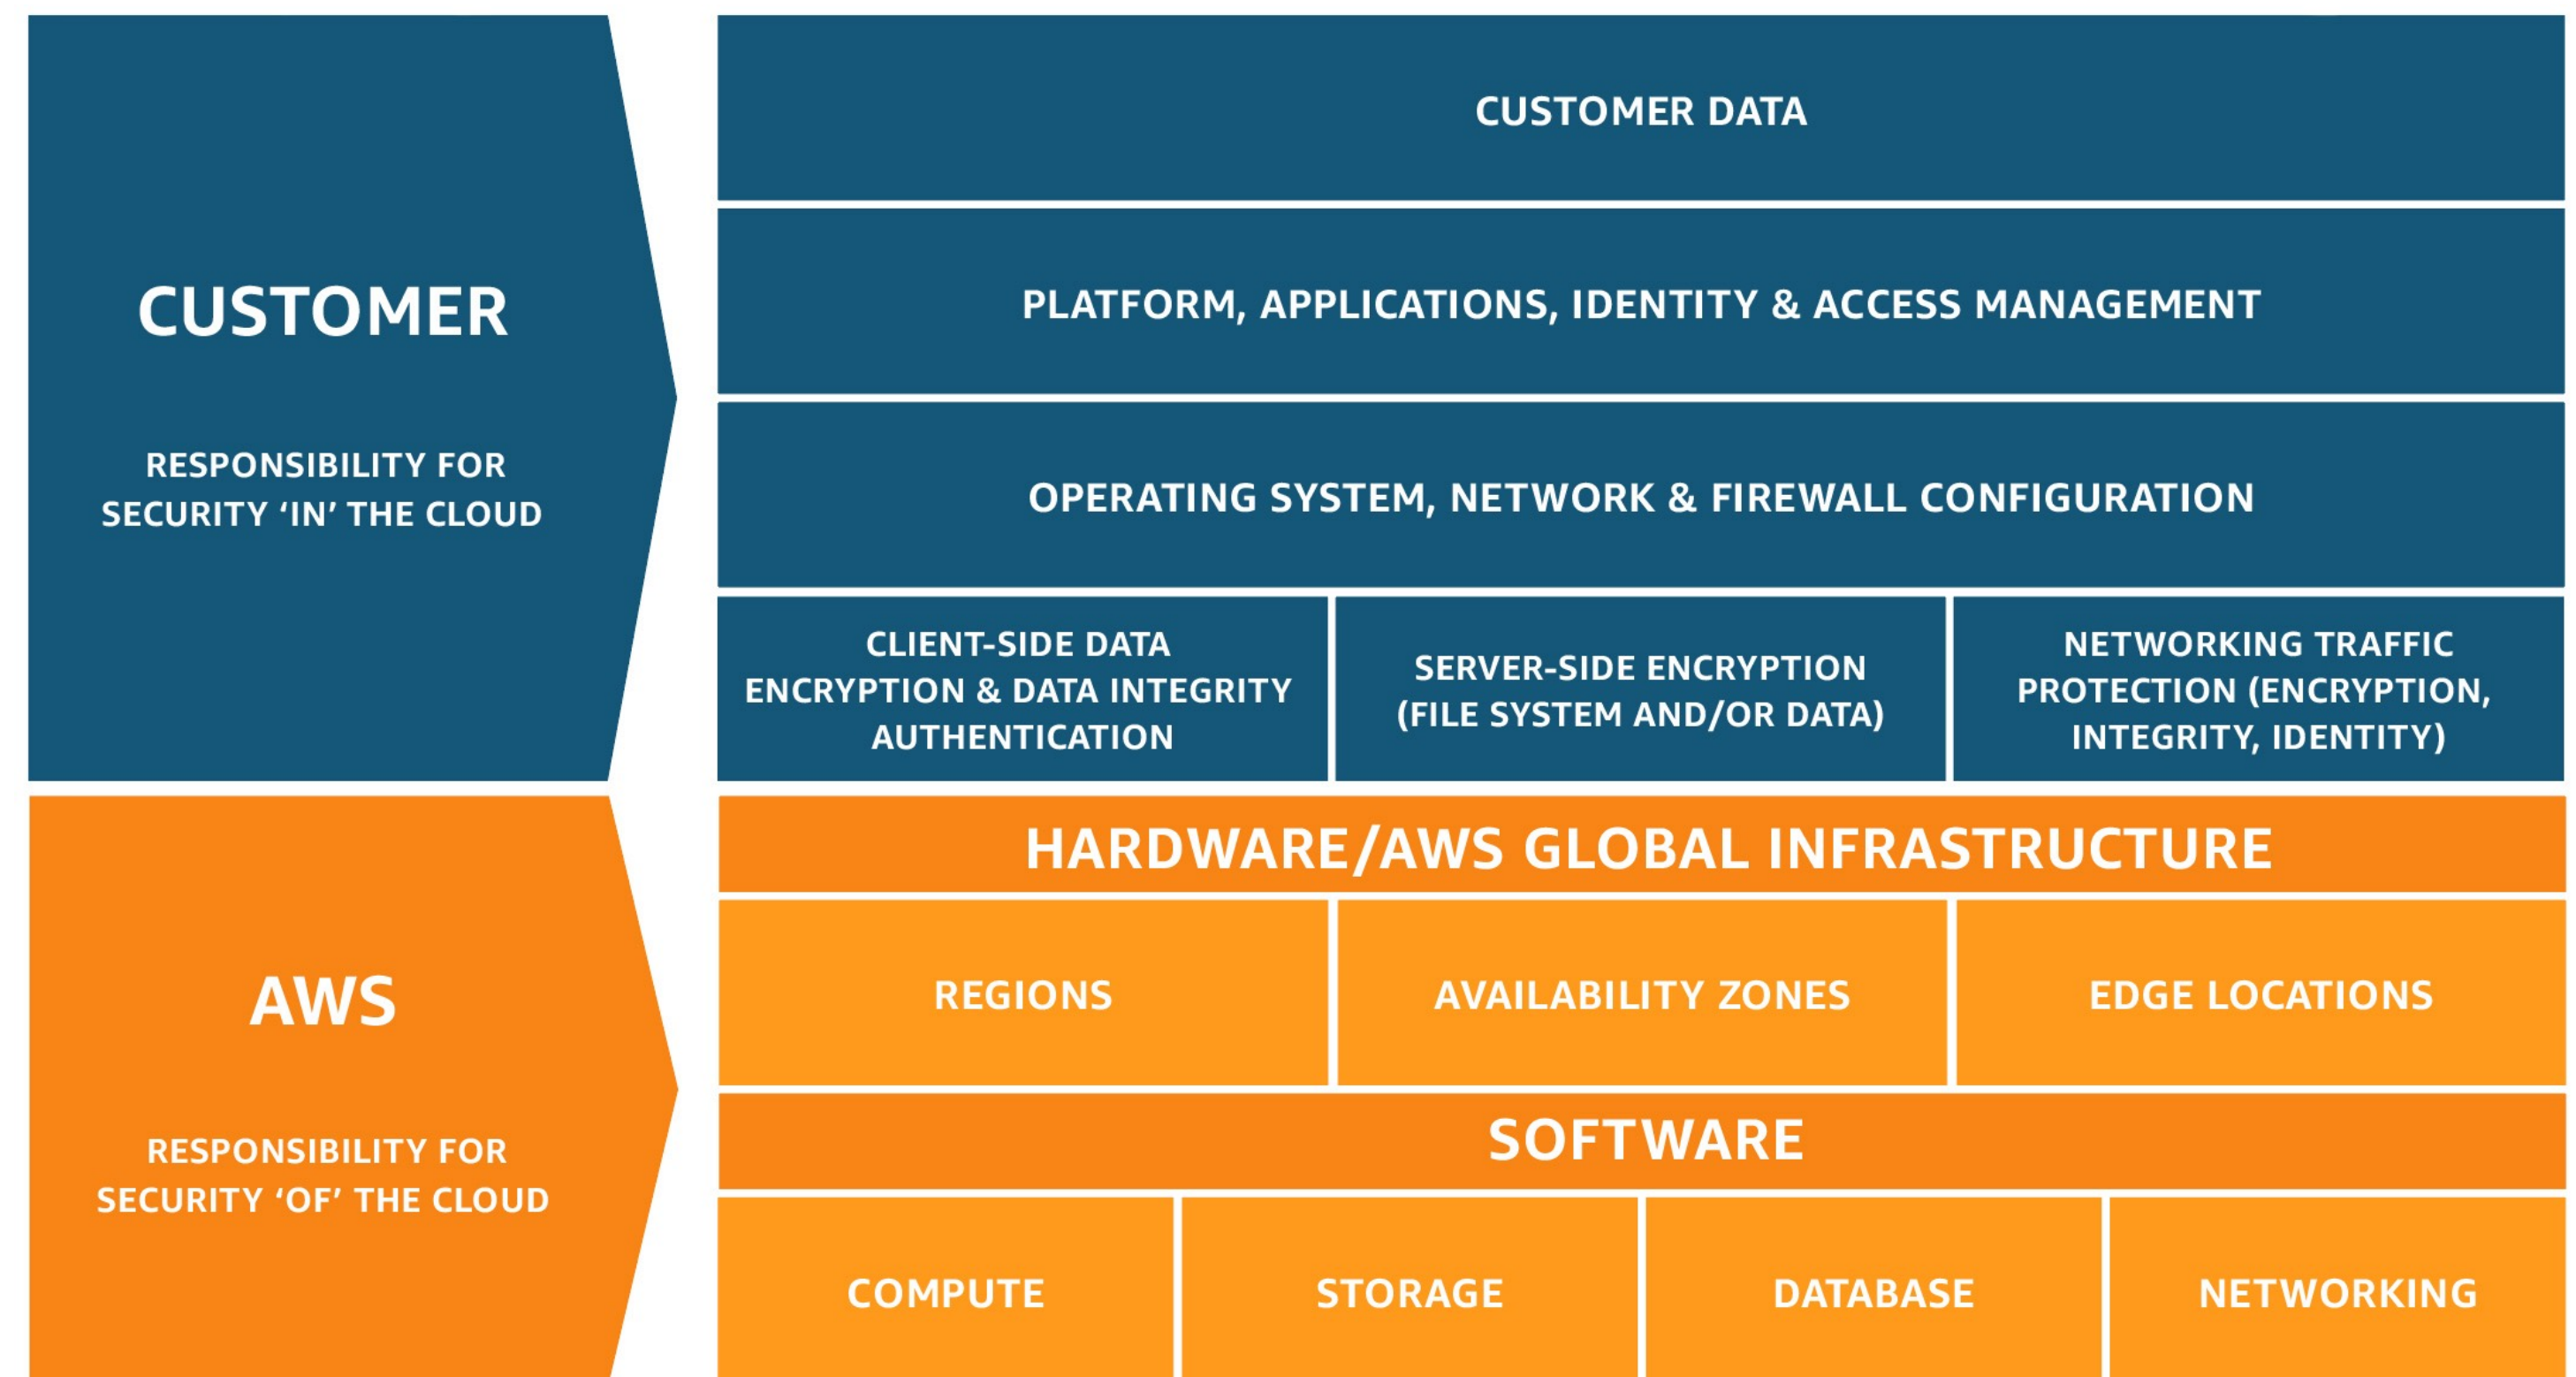 CUSTOMER
RESPONSIBILITY FOR
SECURITY ‘IN’ THE CLOUD
CUSTOMER DATA
PLATFORM, APPLICATIONS, IDENTITY & ACCESS MANAGEMENT
OPERATING SYSTEM, NETWORK & FIREWALL CONFIGURATION
CLIENT-SIDE DATA
ENCRYPTION & DATA INTEGRITY
AUTHENTICATION
SERVER-SIDE ENCRYPTION
(FILE SYSTEM AND/OR DATA)
NETWORKING TRAFFIC
PROTECTION (ENCRYPTION,
INTEGRITY, IDENTITY)
AWS
RESPONSIBILITY FOR
SECURITY ‘OF’ THE CLOUD
HARDWARE/AWS GLOBAL INFRASTRUCTURE
REGIONS
AVAILABILITY ZONES
EDGE LOCATIONS
SOFTWARE
COMPUTE
STORAGE
DATABASE
NETWORKING